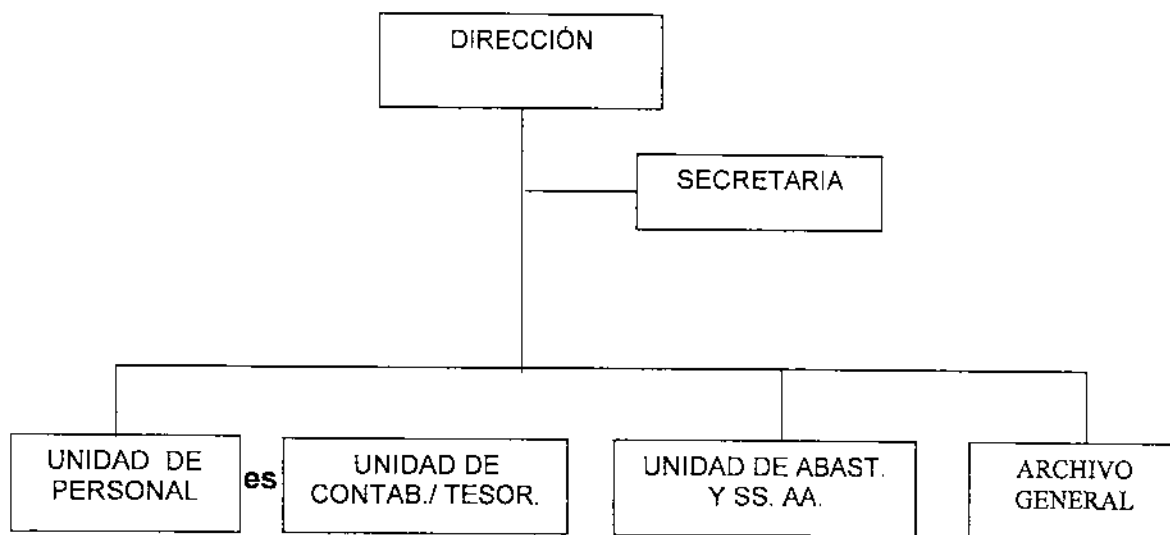 DIRECCIÓN
SECRETARIA
UNIDAD DE
PERSONAL
es
UNIDAD DE
CONTAB./ TESOR.
UNIDAD DE ABAST.
Y SS. AA.
ARCHIVO
GENERAL